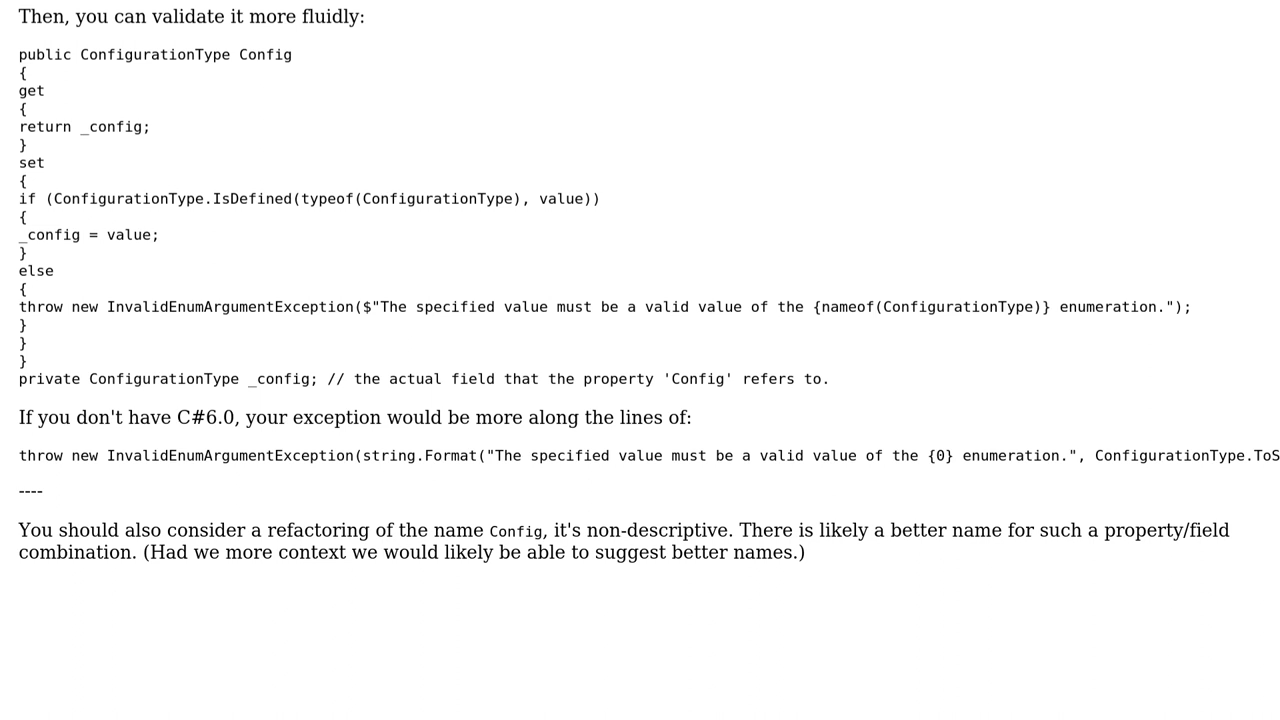 Then, you can validate it more fluidly:
public ConfigurationType Config
{
get
{
return _config;
}
set
{
if (ConfigurationType.IsDefined(typeof(ConfigurationType), value))
{
_config = value;
}
else
{
throw new InvalidEnumArgumentException($"The specified value must be a valid value of the {nameof(ConfigurationType)} enumeration.");
}
}
}
private ConfigurationType _config; // the actual field that the property 'Config' refers to.
If you don't have C#6.0, your exception would be more along the lines of:
throw new InvalidEnumArgumentException(string.Format("The specified value must be a valid value of the {0} enumeration.", ConfigurationType.ToS
----
You should also consider a refactoring of the name Config, it's non-descriptive. There is likely a better name for such a property/field
combination. (Had we more context we would likely be able to suggest better names.)